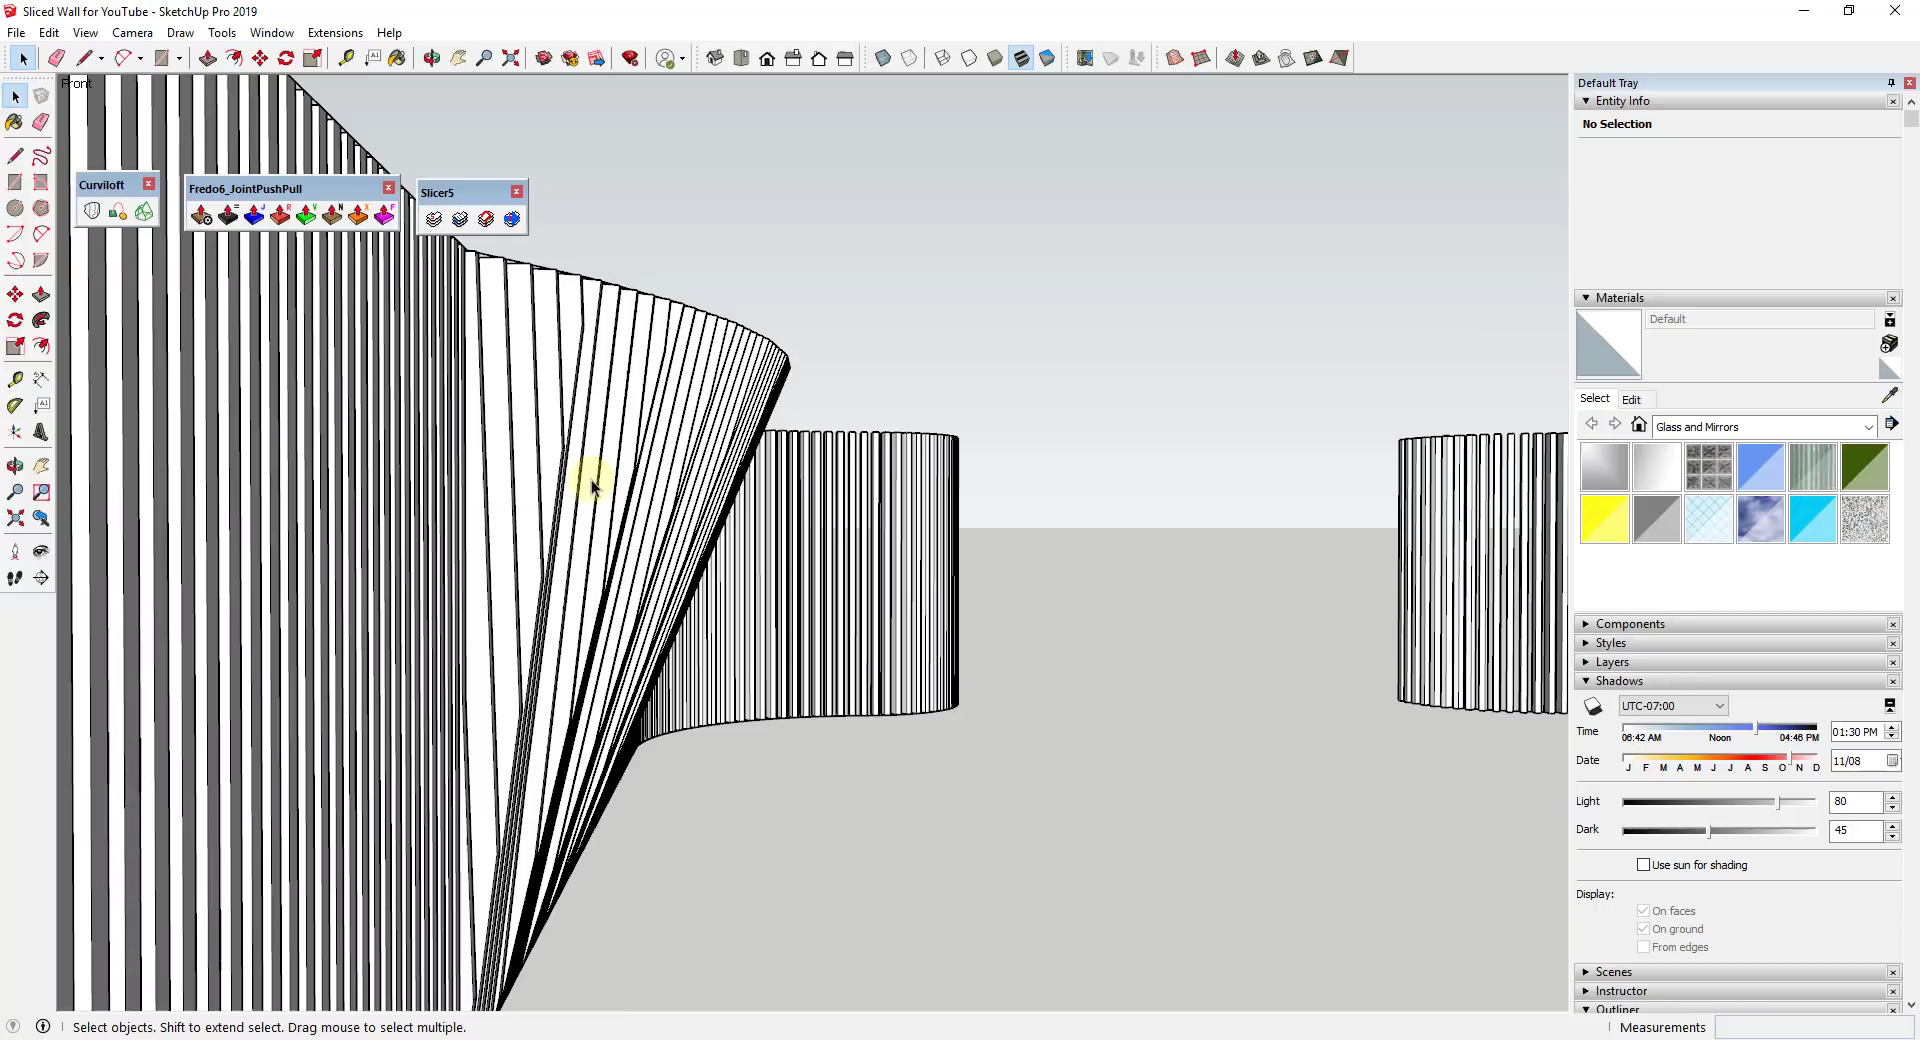 Sliced Wall for YouTube - SketchUp Pro 2019
File Edit View Camera Draw Tools Window Extensions Help
Front
Curviloft
Fredo6_JointPushPull
Slicer5
Default Tray
Entity Info
No Selection
Materials
Default
Select Edit
Glass and Mirrors
Components
Styles
Layers
Shadows
UTC-07:00
Time
06:42 AM Noon 04:46 PM
01:30 PM
Date
J F M A M J J A S O N D
11/08
Light 80
Dark 45
Use sun for shading
Display:
On faces
On ground
From edges
Scenes
Instructor
Outliner
Select objects. Shift to extend select. Drag mouse to select multiple.
Measurements